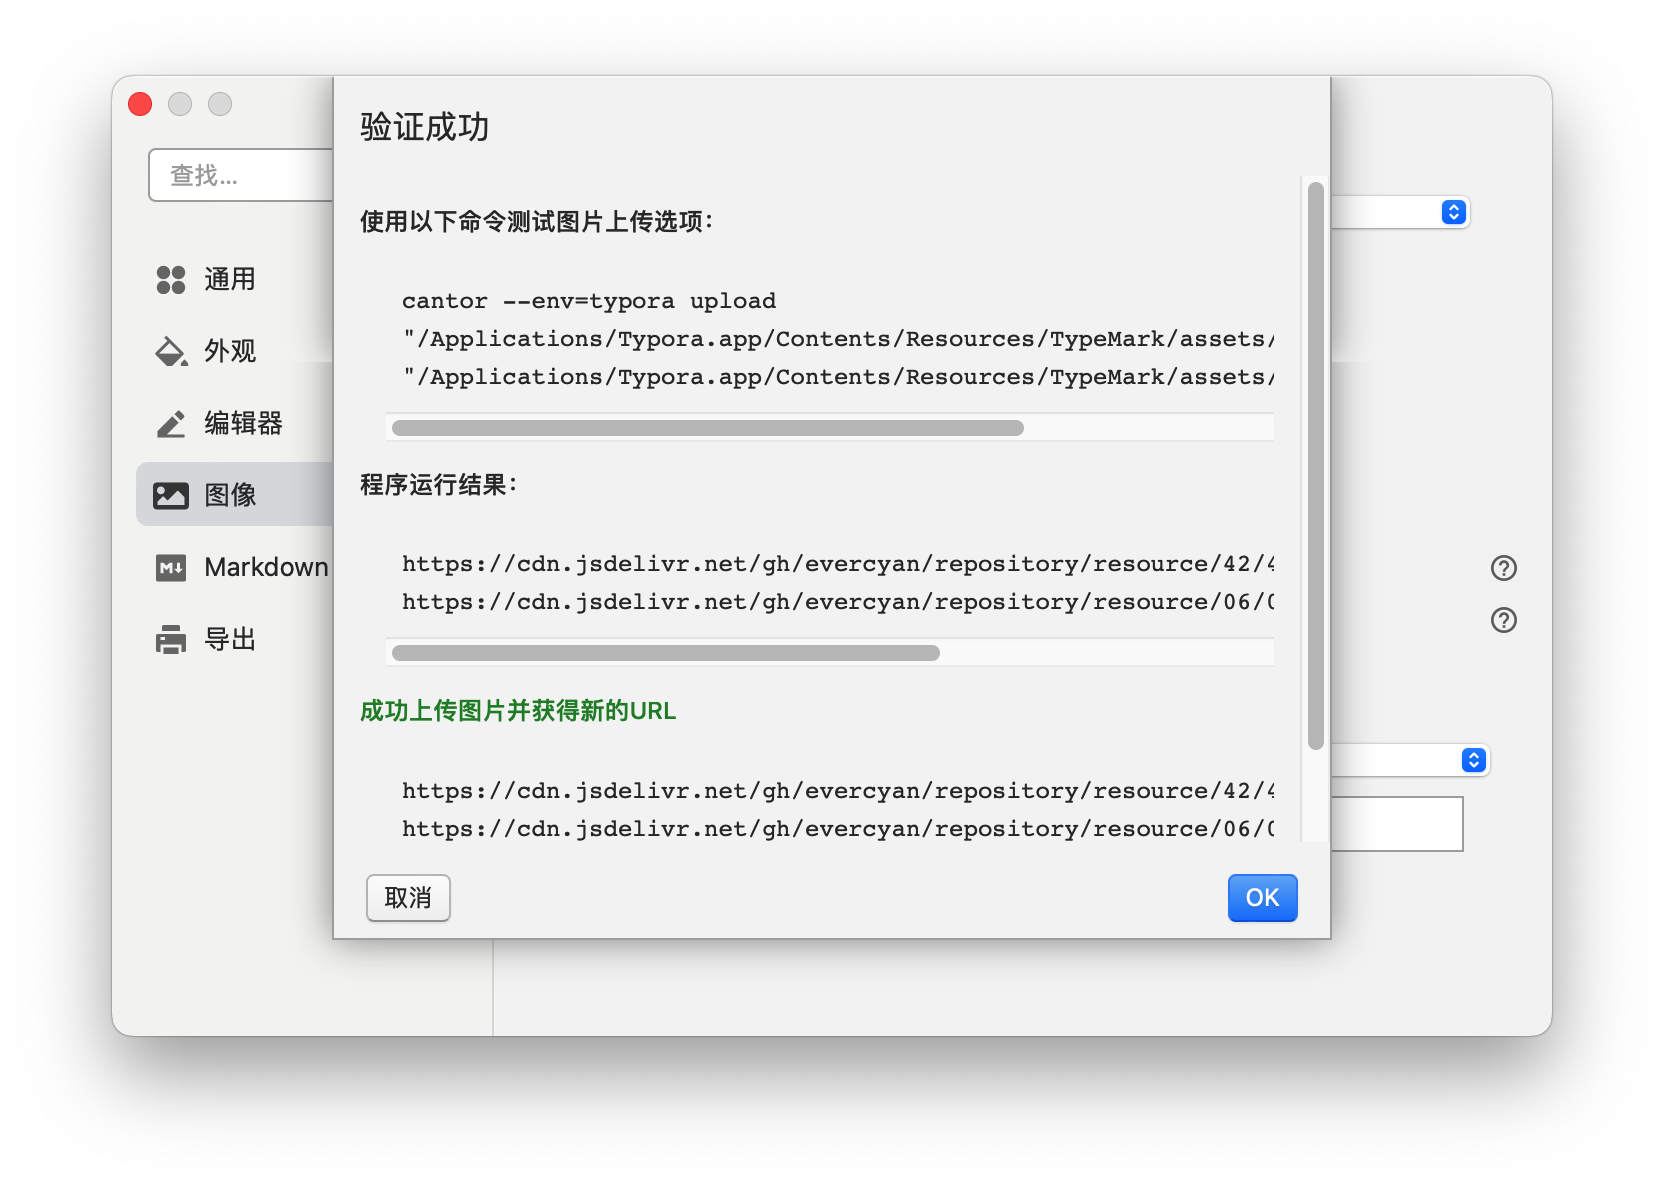 验证成功
查找...
使用以下命令测试图片上传选项：
通用
cantor --env=typora upload
"/Applications/Typora.app/Contents/Resources/TypeMark/assets/
外观
"/Applications/Typora.app/Contents/Resources/TypeMark/assets/
编辑器
程序运行结果：
图像
https://cdn.jsdelivr.net/gh/evercyan/repository/resource/42/4
Markdown
https://cdn.jsdelivr.net/gh/evercyan/repository/resource/06/0
导出
成功上传图片并获得新的URL
https://cdn.jsdelivr.net/gh/evercyan/repository/resource/42/4
https://cdn.jsdelivr.net/gh/evercyan/repository/resource/06/0
取消
OK